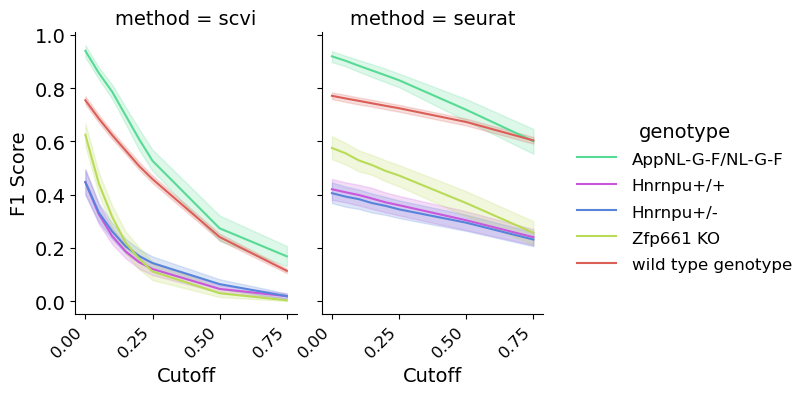 method = scvi
method = seurat
1.0
0.8
0.6
0.4
0.2
0.0
F1 Score
0.00
0.25
0.50
0.75
0.00
0.25
0.50
0.75
Cutoff
Cutoff
genotype
AppNL-G-F/NL-G-F
Hnrnpu+/+
Hnrnpu+/-
Zfp661 KO
wild type genotype